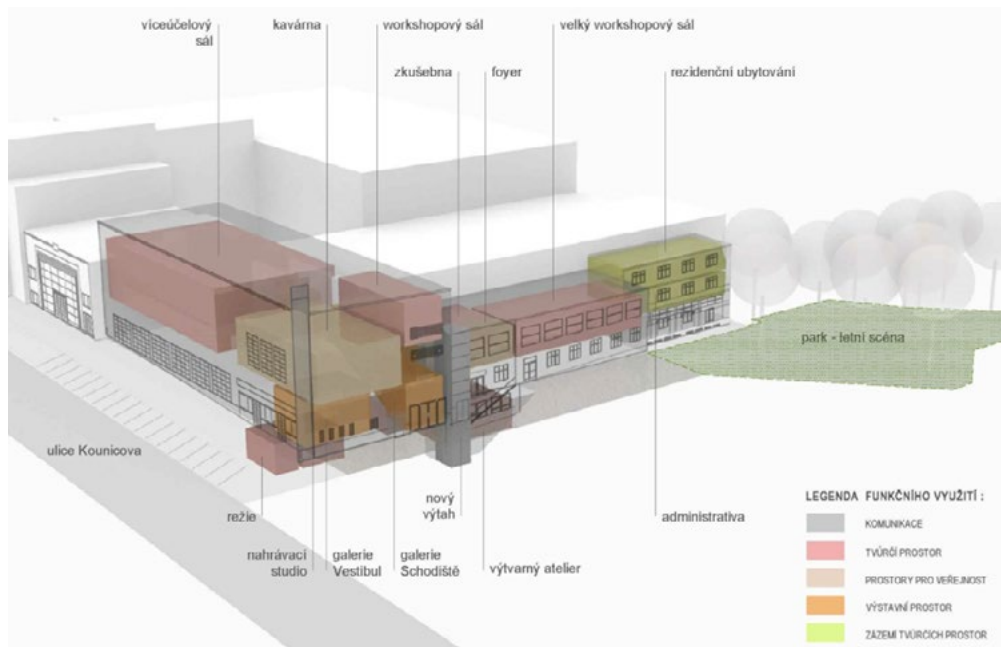 víceúčelový
sál
kavárna
workshopový sál
velký workshopový sál
zkušebna
foyer
rezidenční ubytování
park - letní scéna
ulice Kounicova
režie
nový
výtah
administrativa
nahrávací
studio
galerie
Vestibul
galerie
Schodiště
výtvarný atelier
LEGENDA FUNKČNÍHO VYUŽITÍ :
KOMUNIKACE
TVŮRČÍ PROSTOR
PROSTORY PRO VEŘEJNOST
VÝSTAVNÍ PROSTOR
ZÁZEMÍ TVŮRČÍCH PROSTOR